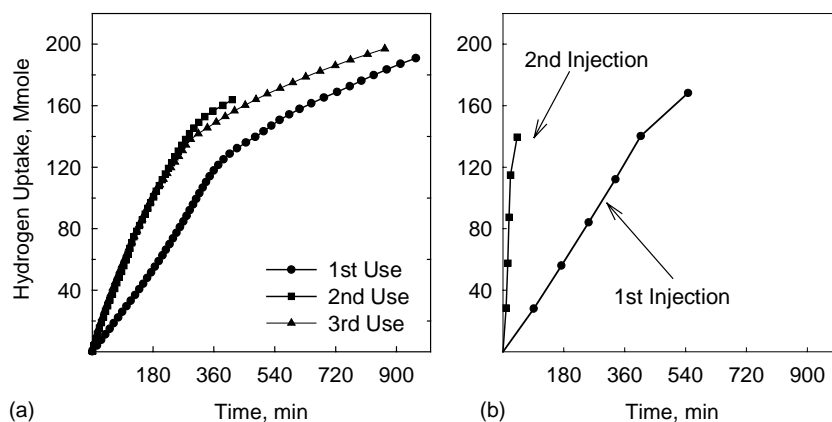 Hydrogen Uptake, Mmole
200
160
120
80
40
1st Use
2nd Use
3rd Use
180 360 540 720 900
(a)
Time, min
200
160
120
80
40
2nd Injection
1st Injection
180 360 540 720 900
(b)
Time, min